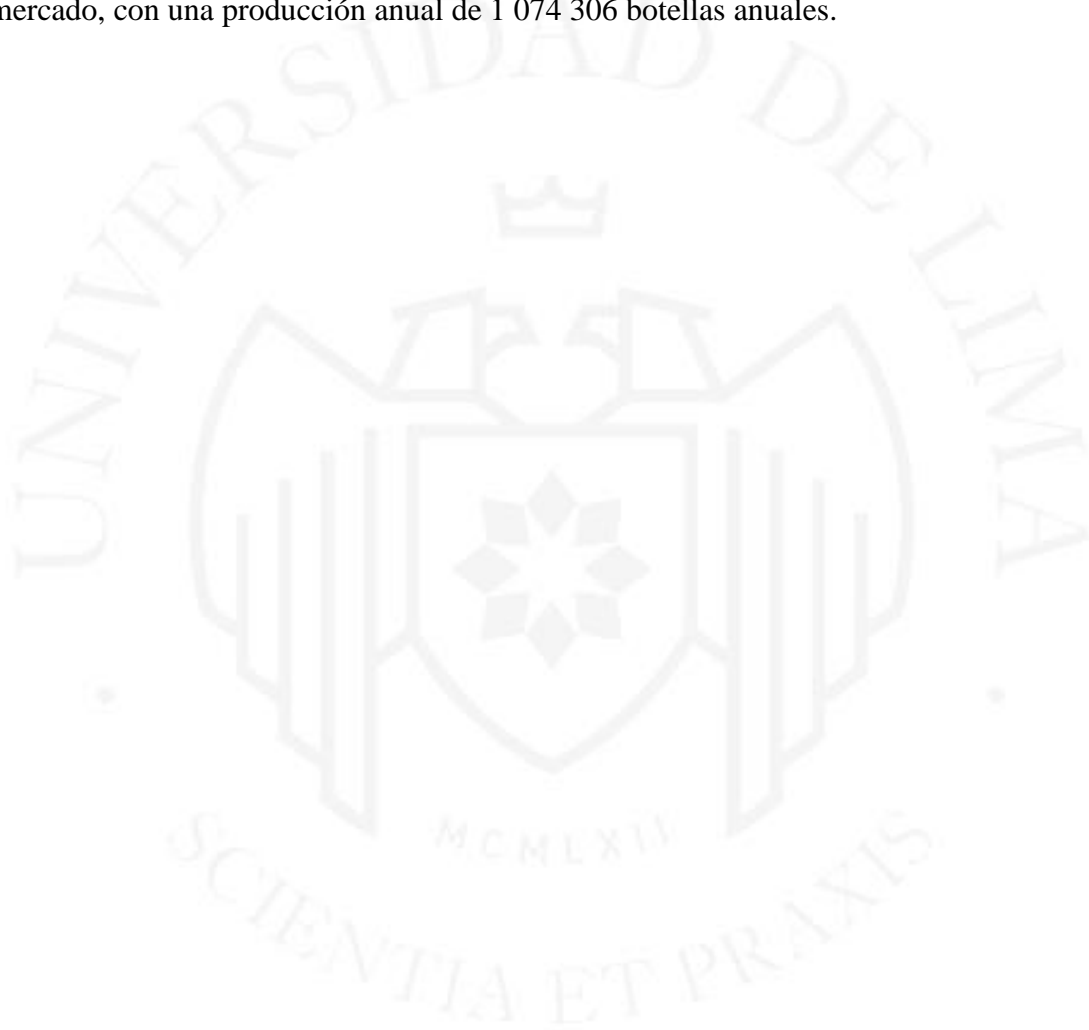 mercado, con una producción anual de 1 074 306 botellas anuales.
UNIVERSIDAD DE LIMA
MCMLXII
SCIENTIA ET PRAXIS